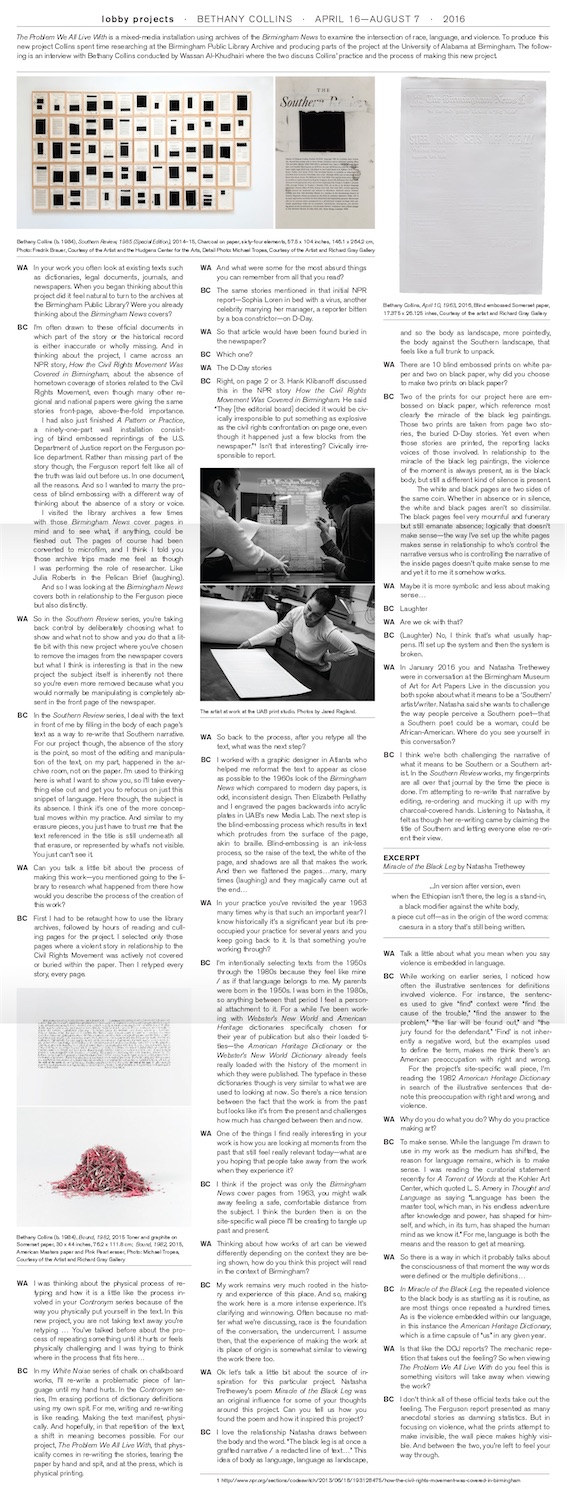 lobby projects · BETHANY COLLINS · APRIL 16—AUGUST 7 · 2016
The Problem We All Live With is a mixed-media installation using archives of the Birmingham News to examine the intersection of race, language, and violence. To produce this
new project Collins spent time researching at the Birmingham Public Library Archive and producing parts of the project at the University of Alabama at Birmingham. The follow-
ing is an interview with Bethany Collins conducted by Wassan Al-Khudhairi where the two discuss Collins' practice and the process of making this new project.
Bethany Collins (b. 1984), Southern Review, 1985 (Special Edition), 2014–15, Charcoal on paper, sixty-four elements, 57.5 x 104 inches, 146.1 x 264.2 cm,
Photo: Fredrik Brauer, Courtesy of the Artist and the Hudgens Center for the Arts, Detail Photo: Michael Tropea, Courtesy of the Artist and Richard Gray Gallery
WA In your work you often look at existing texts such
as dictionaries, legal documents, journals, and
newspapers. When you began thinking about this
project did it feel natural to turn to the archives at
the Birmingham Public Library? Were you already
thinking about the Birmingham News covers?
BC I'm often drawn to these official documents in
which part of the story or the historical record
is either inaccurate or wholly missing. And in
thinking about the project, I came across an
NPR story, How the Civil Rights Movement Was
Covered in Birmingham, about the absence of
hometown coverage of stories related to the Civil
Rights Movement, even though many other re-
gional and national papers were giving the same
stories front-page, above-the-fold importance.
I had also just finished A Pattern or Practice,
a ninety-one-part wall installation consist-
ing of blind embossed reprintings of the U.S.
Department of Justice report on the Ferguson po-
lice department. Rather than missing part of the
story though, the Ferguson report felt like all of
the truth was laid out before us. In one document,
all the reasons. And so I wanted to marry the pro-
cess of blind embossing with a different way of
thinking about the absence of a story or voice.
I visited the library archives a few times
with those Birmingham News cover pages in
mind and to see what, if anything, could be
fleshed out. The pages of course had been
converted to microfilm, and I think I told you
those archive trips made me feel as though
I was performing the role of researcher. Like
Julia Roberts in the Pelican Brief (laughing).
And so I was looking at the Birmingham News
covers both in relationship to the Ferguson piece
but also distinctly.
WA So in the Southern Review series, you're taking
back control by deliberately choosing what to
show and what not to show and you do that a lit-
tle bit with this new project where you've chosen
to remove the images from the newspaper covers
but what I think is interesting is that in the new
project the subject itself is inherently not there
so you're even more removed because what you
would normally be manipulating is completely ab-
sent in the front page of the newspaper.
BC In the Southern Review series, I deal with the text
in front of me by filling in the body of each page's
text as a way to re-write that Southern narrative.
For our project though, the absence of the story
is the point, so most of the editing and manipula-
tion of the text, on my part, happened in the ar-
chive room, not on the paper. I'm used to thinking
here is what I want to show you, so I'll take every-
thing else out and get you to refocus on just this
snippet of language. Here though, the subject is
its absence. I think it's one of the more concep-
tual moves within my practice. And similar to my
erasure pieces, you just have to trust me that the
text referenced in the title is still underneath all
that erasure, or represented by what's not visible.
You just can't see it.
WA Can you talk a little bit about the process of
making this work—you mentioned going to the li-
brary to research what happened from there how
would you describe the process of the creation of
this work?
BC First I had to be retaught how to use the library
archives, followed by hours of reading and cull-
ing pages for the project. I selected only those
pages where a violent story in relationship to the
Civil Rights Movement was actively not covered
or buried within the paper. Then I retyped every
story, every page.
Bethany Collins (b. 1984), Bound, 1982, 2015 Toner and graphite on
Somerset paper, 30 x 44 inches, 76.2 x 111.8 cm; Bound, 1982, 2015,
American Masters paper and Pink Pearl eraser, Photo: Michael Tropea,
Courtesy of the Artist and Richard Gray Gallery
WA I was thinking about the physical process of re-
typing and how it is a little like the process in-
volved in your Contronym series because of the
way you physically put yourself in the text. In this
new project, you are not taking text away you're
retyping … You've talked before about the pro-
cess of repeating something until it hurts or feels
physically challenging and I was trying to think
where in the process that fits here…
BC In my White Noise series of chalk on chalkboard
works, I'll re-write a problematic piece of lan-
guage until my hand hurts. In the Contronym se-
ries, I'm erasing portions of dictionary definitions
using my own spit. For me, writing and re-writing
is like reading. Making the text manifest, physi-
cally. And hopefully, in that repetition of the text,
a shift in meaning becomes possible. For our
project, The Problem We All Live With, that phys-
icality comes in re-writing the stories, tearing the
paper by hand and spit, and at the press, which is
physical printing.
THE
Southern Review
WA And what were some for the most absurd things
you can remember from all that you read?
BC The same stories mentioned in that initial NPR
report—Sophia Loren in bed with a virus, another
celebrity marrying her manager, a reporter bitten
by a boa constrictor—on D-Day.
WA So that article would have been found buried in
the newspaper?
BC Which one?
WA The D-Day stories
BC Right, on page 2 or 3. Hank Klibanoff discussed
this in the NPR story How the Civil Rights
Movement Was Covered in Birmingham. He said
"They [the editorial board] decided it would be civ-
ically irresponsible to put something as explosive
as the civil rights confrontation on page one, even
though it happened just a few blocks from the
newspaper."¹ Isn't that interesting? Civically irre-
sponsible to report.
The artist at work at the UAB print studio. Photos by Jared Ragland.
WA So back to the process, after you retype all the
text, what was the next step?
BC I worked with a graphic designer in Atlanta who
helped me reformat the text to appear as close
as possible to the 1960s look of the Birmingham
News which compared to modern day papers, is
odd, inconsistent design. Then Elizabeth Pellathy
and I engraved the pages backwards into acrylic
plates in UAB's new Media Lab. The next step is
the blind-embossing process which results in text
which protrudes from the surface of the page,
akin to braille. Blind-embossing is an ink-less
process, so the raise of the text, the white of the
page, and shadows are all that makes the work.
And then we flattened the pages…many, many
times (laughing) and they magically came out at
the end…
WA In your practice you've revisited the year 1963
many times why is that such an important year? I
know historically it's a significant year but its pre-
occupied your practice for several years and you
keep going back to it. Is that something you're
working through?
BC I'm intentionally selecting texts from the 1950s
through the 1980s because they feel like mine
/ as if that language belongs to me. My parents
were born in the 1950s. I was born in the 1980s,
so anything between that period I feel a person-
al attachment to it. For a while I've been work-
ing with Webster's New World and American
Heritage dictionaries specifically chosen for
their year of publication but also their loaded ti-
tles—the American Heritage Dictionary or the
Webster's New World Dictionary already feels
really loaded with the history of the moment in
which they were published. The typeface in these
dictionaries though is very similar to what we are
used to looking at now. So there's a nice tension
between the fact that the work is from the past
but looks like it's from the present and challenges
how much has changed between then and now.
WA One of the things I find really interesting in your
work is how you are looking at moments from the
past that still feel really relevant today—what are
you hoping that people take away from the work
when they experience it?
BC I think if the project was only the Birmingham
News cover pages from 1963, you might walk
away feeling a safe, comfortable distance from
the subject. I think the burden then is on the
site-specific wall piece I'll be creating to tangle up
past and present.
WA Thinking about how works of art can be viewed
differently depending on the context they are be-
ing shown, how do you think this project will read
in the context of Birmingham?
BC My work remains very much rooted in the histo-
ry and experience of this place. And so, making
the work here is a more intense experience. It's
clarifying and winnowing. Often because no mat-
ter what we're discussing, race is the foundation
of the conversation, the undercurrent. I assume
then, that the experience of making the work at
its place of origin is somewhat similar to viewing
the work there too.
WA Ok let's talk a little bit about the source of in-
spiration for this particular project. Natasha
Trethewey's poem Miracle of the Black Leg was
an original influence for some of your thoughts
around this project. Can you tell us how you
found the poem and how it inspired this project?
BC I love the relationship Natasha draws between
the body and the word. "The black leg is at once a
grafted narrative / a redacted line of text…" This
idea of body as language, language as landscape,
Bethany Collins, April 10, 1963, 2016, Blind embossed Somerset paper,
17.375 x 26.125 inches, Courtesy of artist and Richard Gray Gallery
and so the body as landscape, more pointedly,
the body against the Southern landscape, that
feels like a full trunk to unpack.
WA There are 10 blind embossed prints on white pa-
per and two on black paper, why did you choose
to make two prints on black paper?
BC Two of the prints for our project here are em-
bossed on black paper, which reference most
clearly the miracle of the black leg paintings.
Those two prints are taken from page two sto-
ries, the buried D-Day stories. Yet even when
those stories are printed, the reporting lacks
voices of those involved. In relationship to the
miracle of the black leg paintings, the violence
of the moment is always present, as is the black
body, but still a different kind of silence is present.
The white and black pages are two sides of
the same coin. Whether in absence or in silence,
the white and black pages aren't so dissimilar.
The black pages feel very mournful and funerary
but still emanate absence; logically that doesn't
make sense—the way I've set up the white pages
makes sense in relationship to who's control the
narrative versus who is controlling the narrative of
the inside pages doesn't quite make sense to me
and yet it to me it somehow works.
WA Maybe it is more symbolic and less about making
sense…
BC Laughter
WA Are we ok with that?
BC (Laughter) No, I think that's what usually hap-
pens. I'll set up the system and then the system is
broken.
WA In January 2016 you and Natasha Trethewey
were in conversation at the Birmingham Museum
of Art for Art Papers Live in the discussion you
both spoke about what it means to be a 'Southern'
artist/writer. Natasha said she wants to challenge
the way people perceive a Southern poet—that
a Southern poet could be a woman, could be
African-American. Where do you see yourself in
this conversation?
BC I think we're both challenging the narrative of
what it means to be Southern or a Southern art-
ist. In the Southern Review works, my fingerprints
are all over that journal by the time the piece is
done. I'm attempting to re-write that narrative by
editing, re-ordering and mucking it up with my
charcoal-covered hands. Listening to Natasha, it
felt as though her re-writing came by claiming the
title of Southern and letting everyone else re-ori-
ent their view.
EXCERPT
Miracle of the Black Leg by Natasha Trethewey
…In version after version, even
when the Ethiopian isn't there, the leg is a stand-in,
a black modifier against the white body,
a piece cut off—as in the origin of the word comma:
caesura in a story that's still being written.
WA Talk a little about what you mean when you say
violence is embedded in language.
BC While working on earlier series, I noticed how
often the illustrative sentences for definitions
involved violence. For instance, the sentenc-
es used to give "find" context were "find the
cause of the trouble," "find the answer to the
problem," "the liar will be found out," and "the
jury found for the defendant." 'Find' is not inher-
ently a negative word, but the examples used
to define the term, makes me think there's an
American preoccupation with right and wrong.
For the project's site-specific wall piece, I'm
reading the 1982 American Heritage Dictionary
in search of the illustrative sentences that de-
note this preoccupation with right and wrong, and
violence.
WA Why do you do what you do? Why do you practice
making art?
BC To make sense. While the language I'm drawn to
use in my work as the medium has shifted, the
reason for language remains, which is to make
sense. I was reading the curatorial statement
recently for A Torrent of Words at the Kohler Art
Center, which quoted L. S. Amery in Thought and
Language as saying "Language has been the
master tool, which man, in his endless adventure
after knowledge and power, has shaped for him-
self, and which, in its turn, has shaped the human
mind as we know it." For me, language is both the
means and the reason to get at meaning.
WA So there is a way in which it probably talks about
the consciousness of that moment the way words
were defined or the multiple definitions…
BC In Miracle of the Black Leg, the repeated violence
to the black body is as startling as it is routine, as
are most things once repeated a hundred times.
As is the violence embedded within our language,
in this instance the American Heritage Dictionary,
which is a time capsule of "us" in any given year.
WA Is that like the DOJ reports? The mechanic repe-
tition that takes out the feeling? So when viewing
The Problem We All Live With do you feel this is
something visitors will take away when viewing
the work?
BC I don't think all of these official texts take out the
feeling. The Ferguson report presented as many
anecdotal stories as damning statistics. But in
focusing on violence, what the prints attempt to
make invisible, the wall piece makes highly visi-
ble. And between the two, you're left to feel your
way through.
1 http://www.npr.org/sections/codeswitch/2013/06/18/193128475/how-the-civil-rights-movement-was-covered-in-birmingham